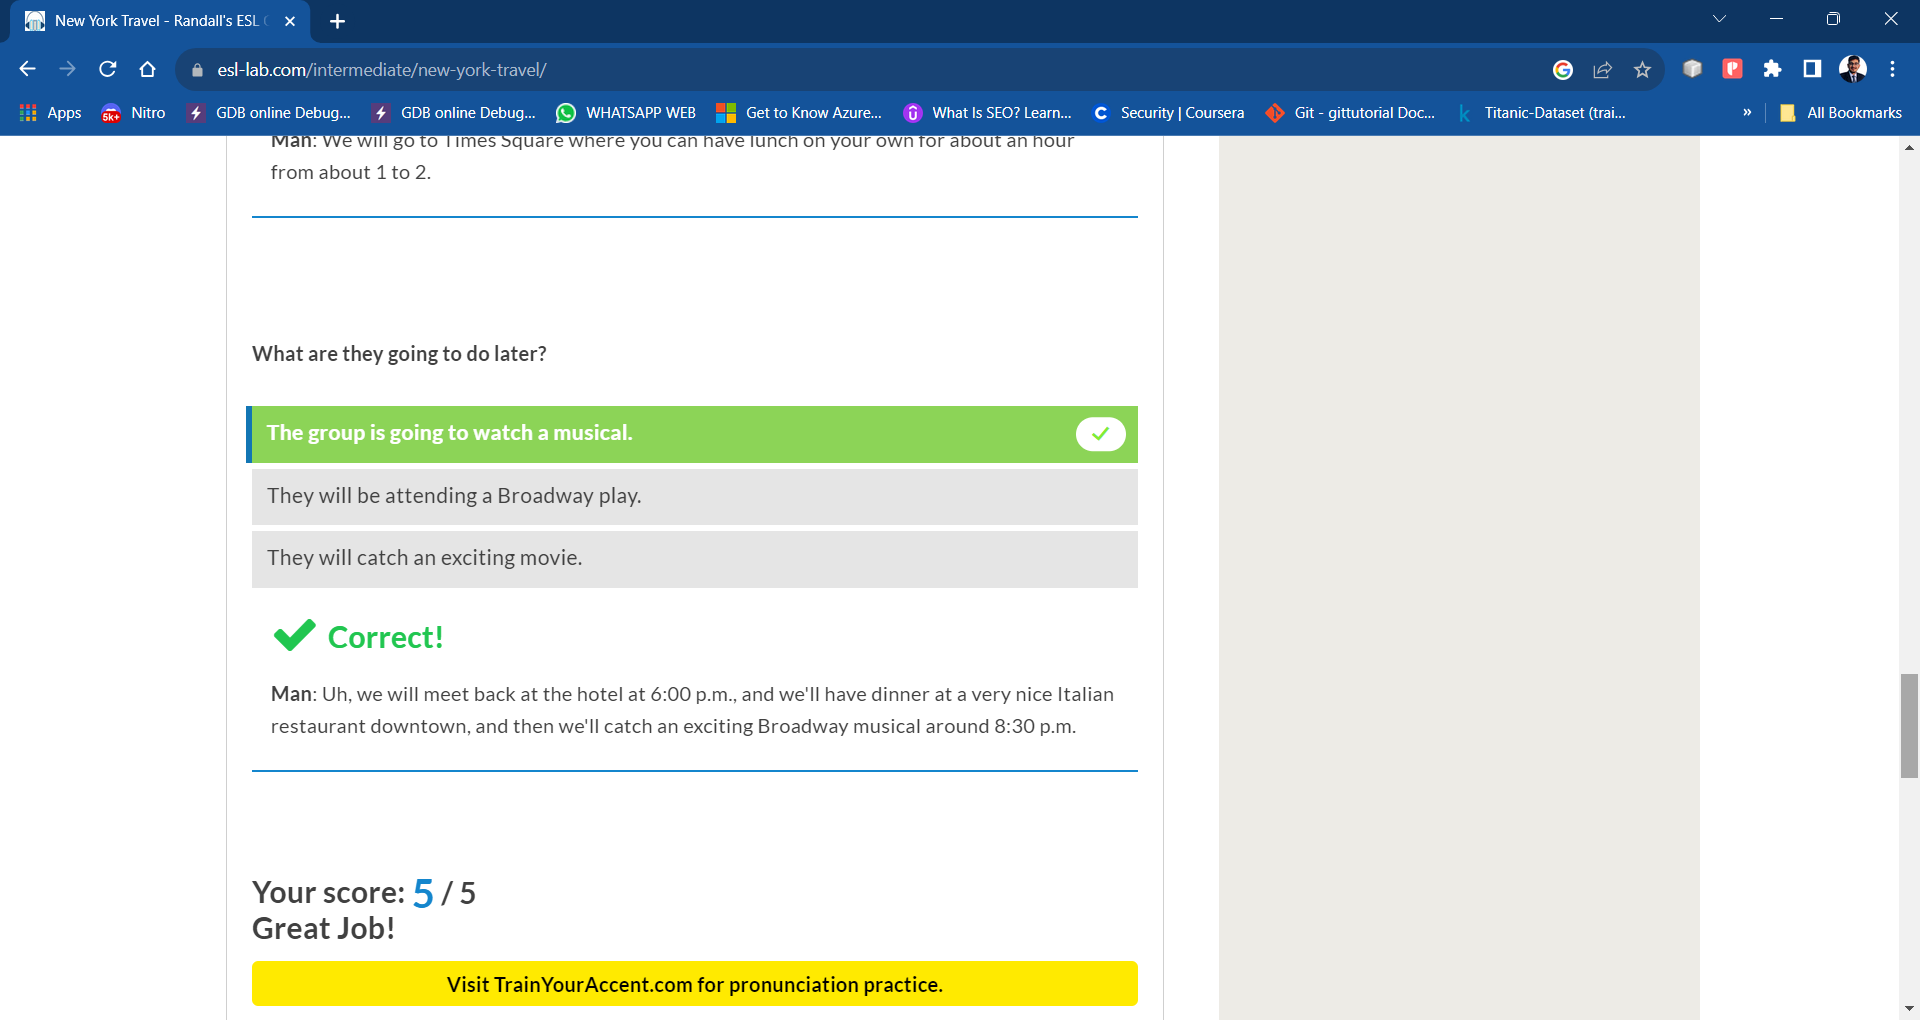 New York Travel - Randall's ESL
esl-lab.com/intermediate/new-york-travel/
Apps
5k+
Nitro
GDB online Debug...
GDB online Debug...
WHATSAPP WEB
Get to Know Azure...
What Is SEO? Learn...
Security | Coursera
Git - gittutorial Doc...
Titanic-Dataset (trai...
»
All Bookmarks
Man: We will go to Times Square where you can have lunch on your own for about an hour
from about 1 to 2.
What are they going to do later?
The group is going to watch a musical.
They will be attending a Broadway play.
They will catch an exciting movie.
Correct!
Man: Uh, we will meet back at the hotel at 6:00 p.m., and we'll have dinner at a very nice Italian
restaurant downtown, and then we'll catch an exciting Broadway musical around 8:30 p.m.
Your score: 5 / 5
Great Job!
Visit TrainYourAccent.com for pronunciation practice.